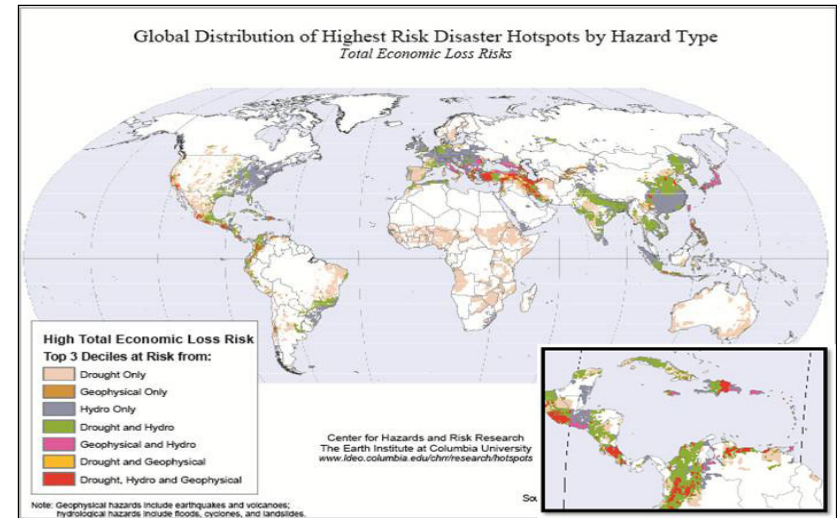 Global Distribution of Highest Risk Disaster Hotspots by Hazard Type
Total Economic Loss Risks
High Total Economic Loss Risk
Top 3 Deciles at Risk from:
Drought Only
Geophysical Only
Hydro Only
Drought and Hydro
Geophysical and Hydro
Drought and Geophysical
Drought, Hydro and Geophysical
Center for Hazards and Risk Research
The Earth Institute at Columbia University
www.ldeo.columbia.edu/chrr/research/hotspots
Note: Geophysical hazards include earthquakes and volcanoes;
hydrological hazards include floods, cyclones, and landslides.